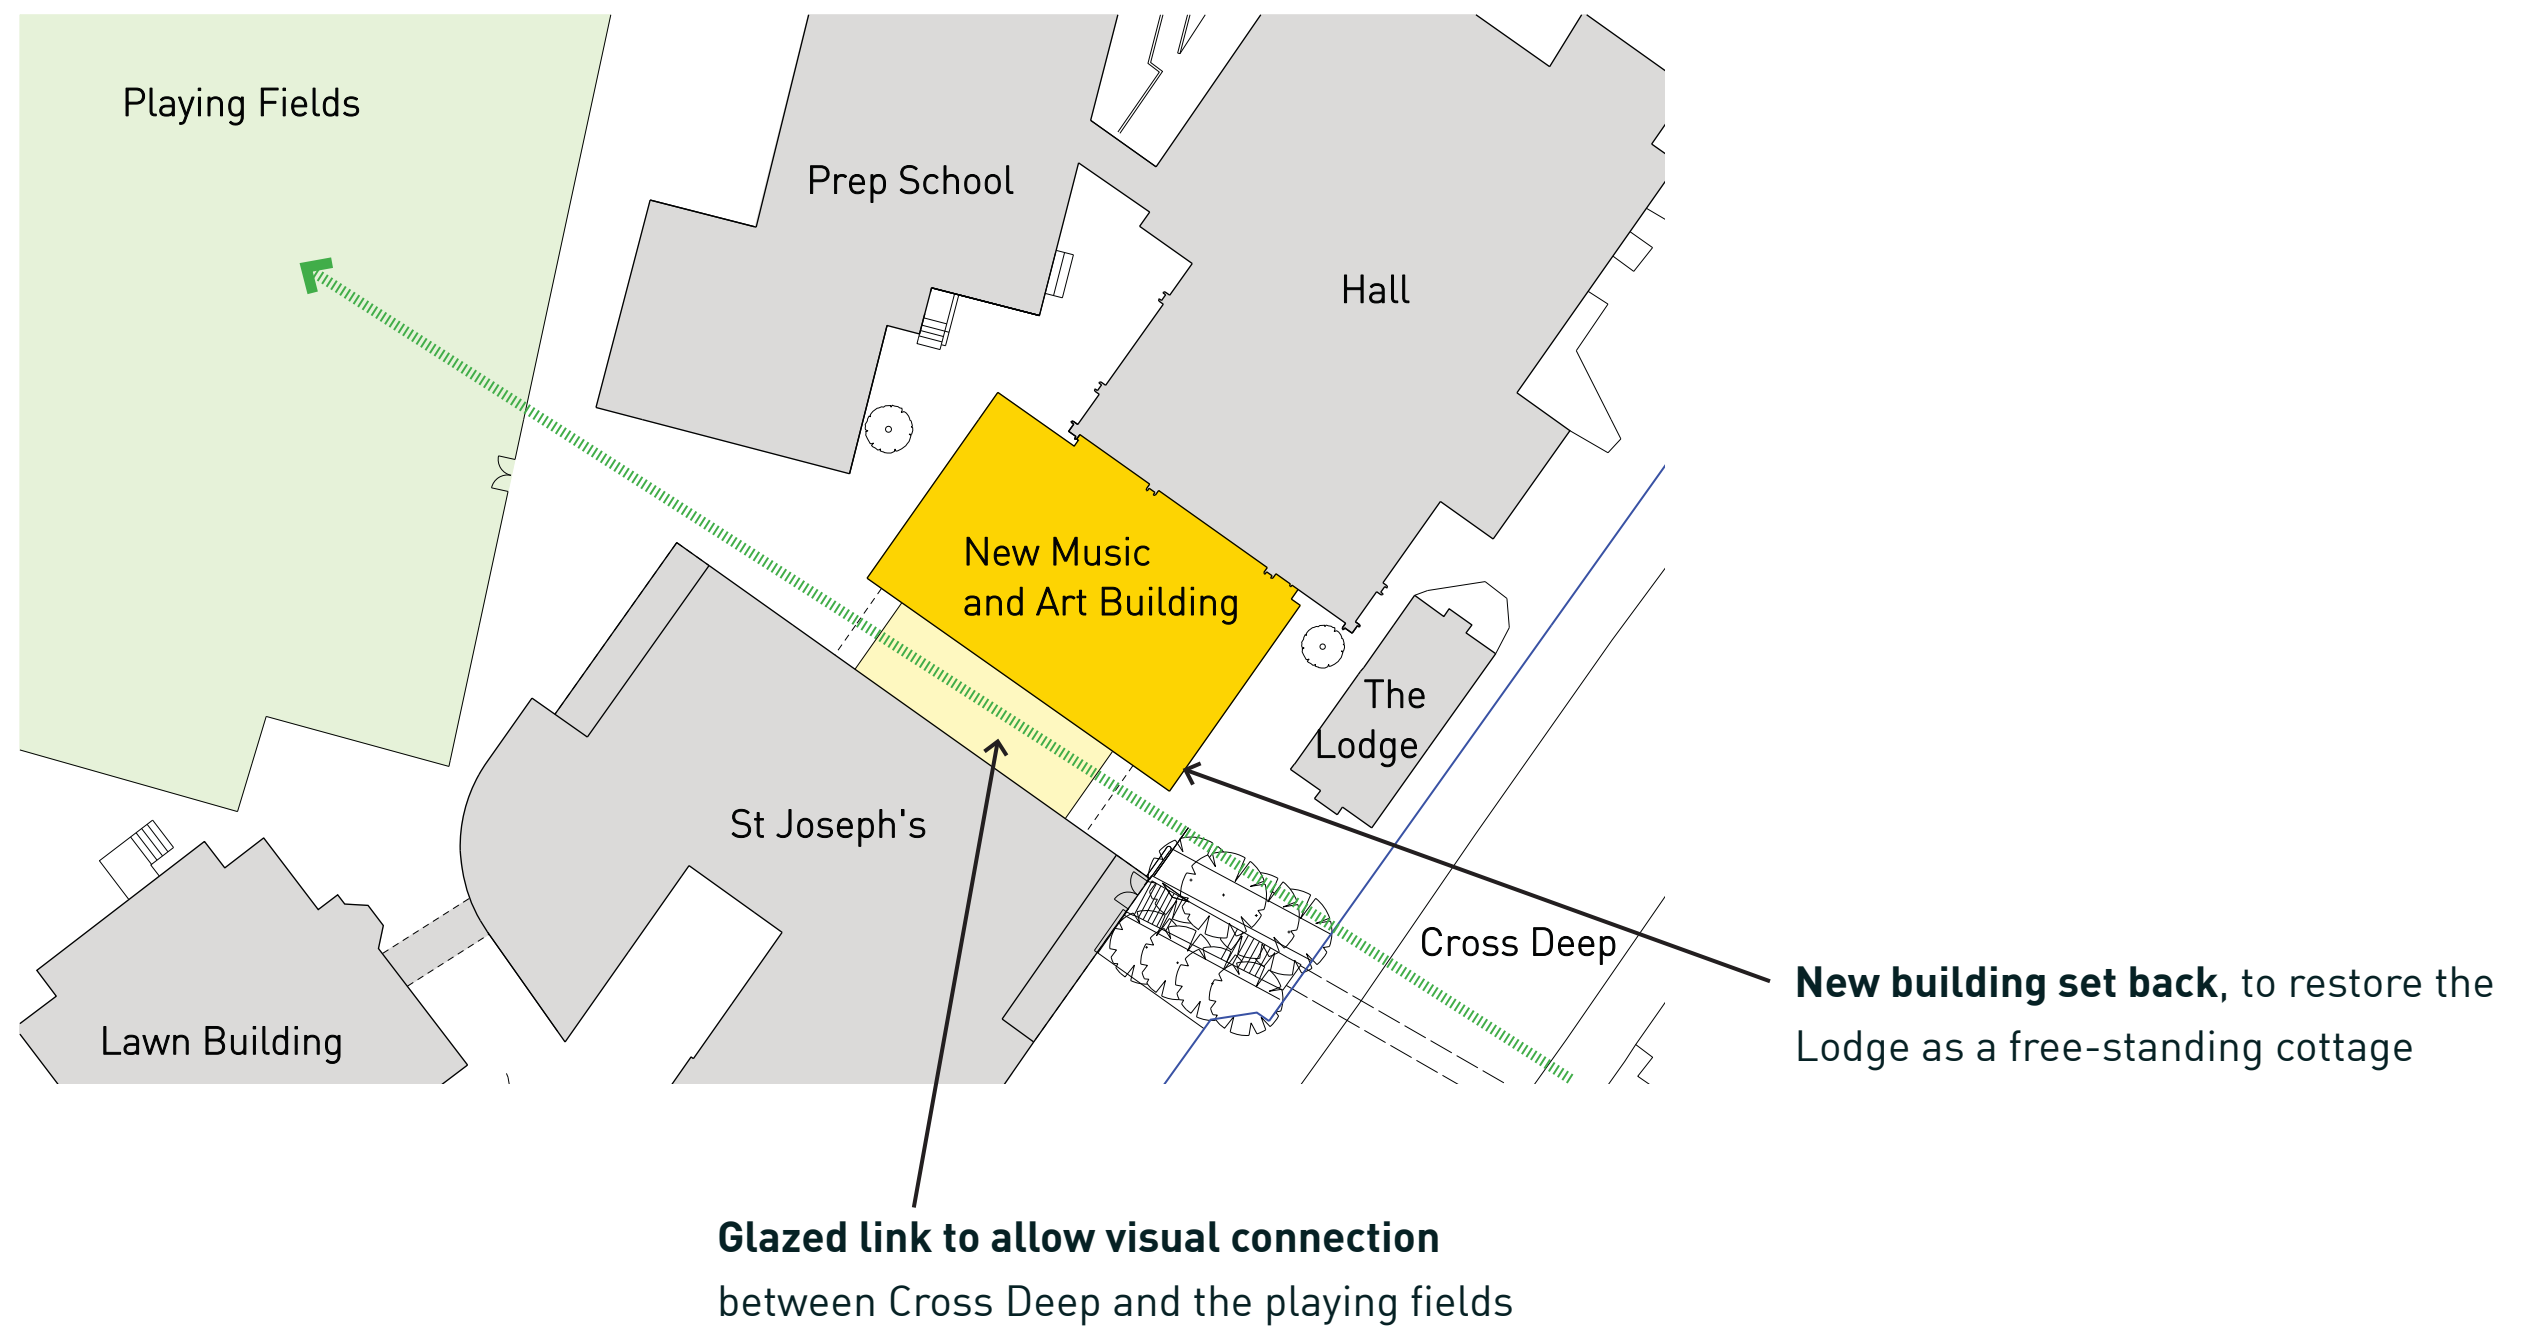 Playing Fields
Prep School
Hall
New Music
and Art Building
The
Lodge
St Joseph's
Cross Deep
Lawn Building
New building set back, to restore the
Lodge as a free-standing cottage
Glazed link to allow visual connection
between Cross Deep and the playing fields